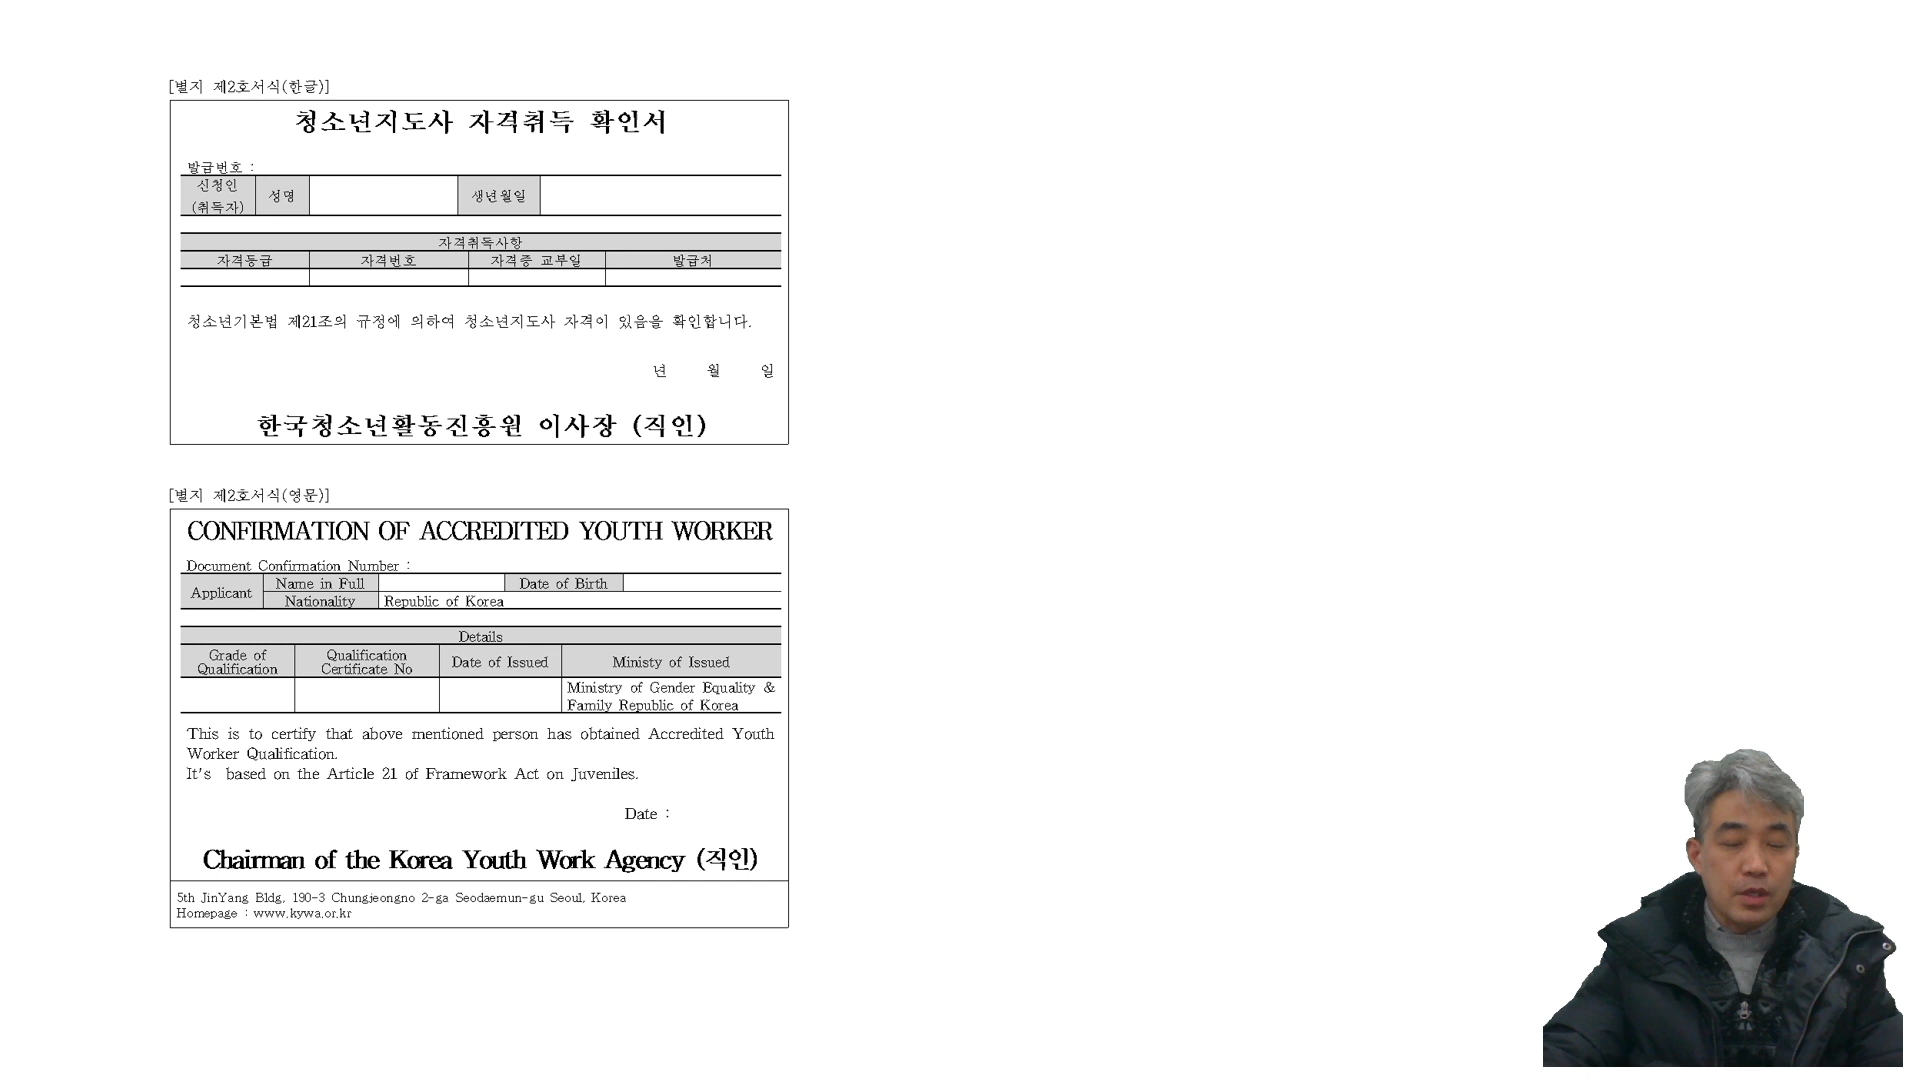 [별지 제2호서식(한글)]
청소년지도사 자격취득 확인서
발급번호 :
신청인
(취득자)
성명
생년월일
자격취득사항
자격등급 자격번호 자격증 교부일 발급처
청소년기본법 제21조의 규정에 의하여 청소년지도사 자격이 있음을 확인합니다.
년 월 일
한국청소년활동진흥원 이사장 (직인)
[별지 제2호서식(영문)]
CONFIRMATION OF ACCREDITED YOUTH WORKER
Document Confirmation Number :
Applicant
Name in Full
Date of Birth
Nationality
Republic of Korea
Details
Grade of
Qualification
Qualification
Certificate No
Date of Issued
Ministy of Issued
Ministry of Gender Equality &
Family Republic of Korea
This is to certify that above mentioned person has obtained Accredited Youth
Worker Qualification.
It's based on the Article 21 of Framework Act on Juveniles.
Date :
Chairman of the Korea Youth Work Agency (직인)
5th JinYang Bldg, 190-3 Chungjeongno 2-ga Seodaemun-gu Seoul, Korea
Homepage : www.kywa.or.kr